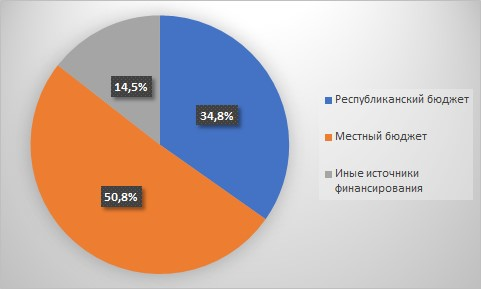 14,5%
34,8%
50,8%
Республиканский бюджет
Местный бюджет
Иные источники
финансирования